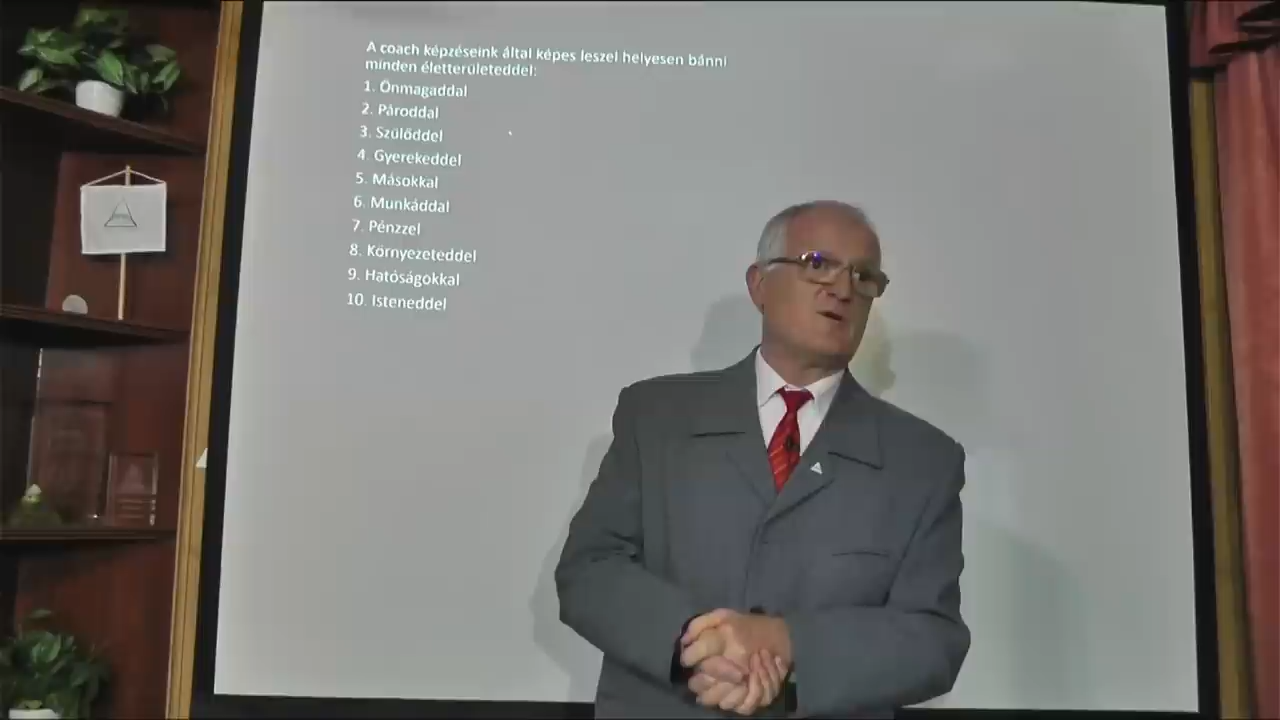 A coach képzéseink által képes leszel helyesen bánni
minden életterületeddel:
1. Önmagaddal
2. Pároddal
3. Szülőddel
4. Gyerekeddel
5. Másokkal
6. Munkáddal
7. Pénzzel
8. Környezeteddel
9. Hatóságokkal
10. Isteneddel